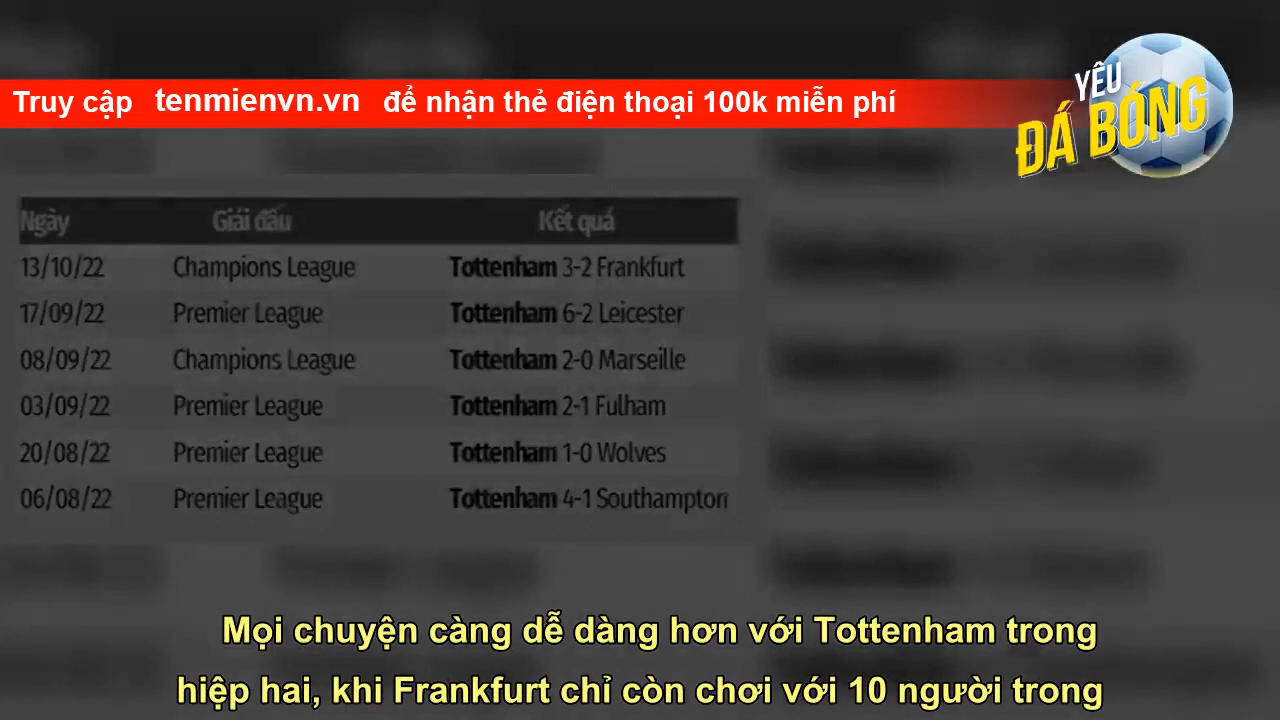 Truy cập tenmienvn.vn để nhận thẻ điện thoại 100k miễn phí
YÊU
ĐÁ BÓNG
Ngày Giải đấu Kết quả
13/10/22 Champions League Tottenham 3-2 Frankfurt
17/09/22 Premier League Tottenham 6-2 Leicester
08/09/22 Champions League Tottenham 2-0 Marseille
03/09/22 Premier League Tottenham 2-1 Fulham
20/08/22 Premier League Tottenham 1-0 Wolves
06/08/22 Premier League Tottenham 4-1 Southampton
Mọi chuyện càng dễ dàng hơn với Tottenham trong
hiệp hai, khi Frankfurt chỉ còn chơi với 10 người trong